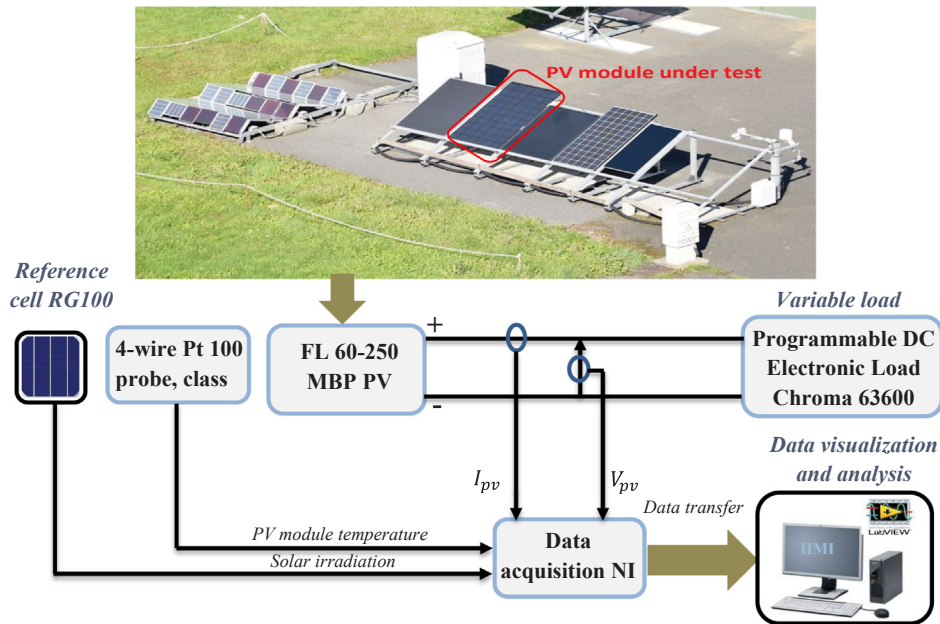 PV module under test
Reference
cell RG100
Variable load
4-wire Pt 100
probe, class
FL 60-250
MBP PV
+
-
Programmable DC
Electronic Load
Chroma 63600
Data visualization
and analysis
I_pv
V_pv
Data transfer
PV module temperature
Solar irradiation
Data
acquisition NI
LabVIEW
HMI